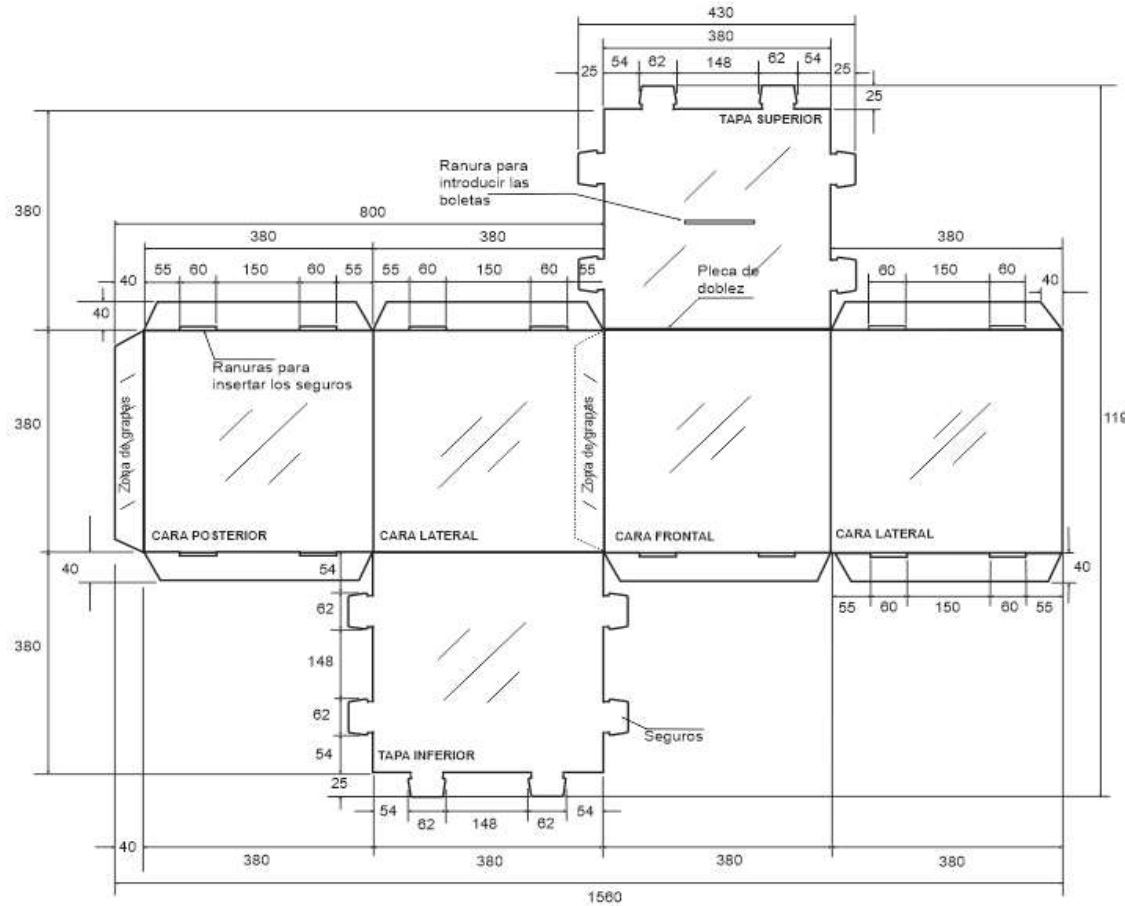 430
380
54 62 148 62 54
25 25
25
TAPA SUPERIOR
Ranura para
introducir las
boletas
380
800
380 380 380
55 60 150 60 55 55 60 150 60 55 60 150 60
40 40
40
Pleca de
doblez
Ranuras para
insertar los seguros
380
Zona de grapas
Zona de grapas
119
CARA POSTERIOR CARA LATERAL CARA FRONTAL CARA LATERAL
40 54 40
62 55 60 150 60 55
380 148
62
Seguros
54
TAPA INFERIOR
25
54 62 148 62 54
40 380 380 380 380
1560